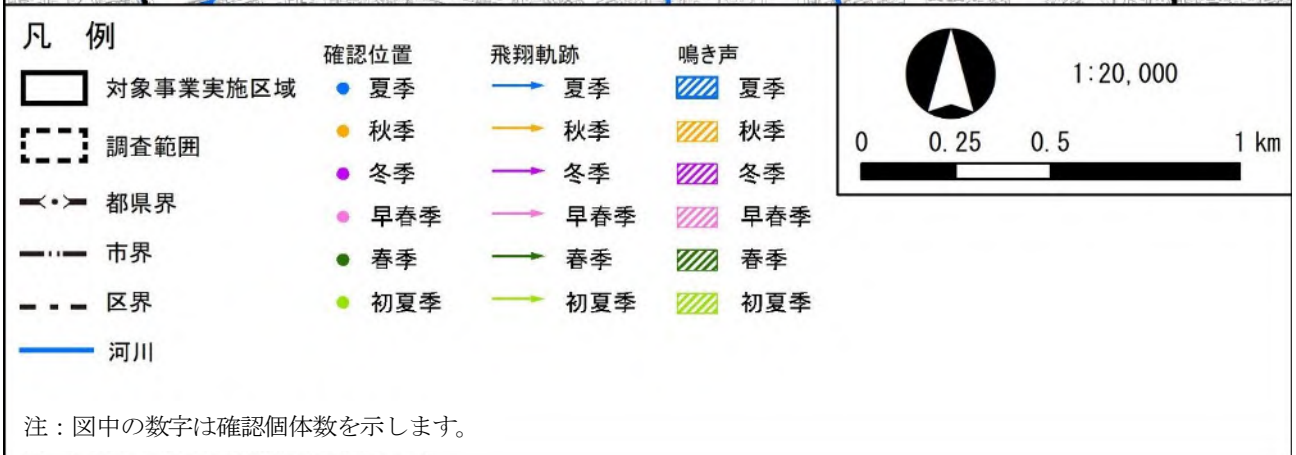 凡 例
対象事業実施区域
調査範囲
都県界
市界
区界
河川
確認位置
夏季
秋季
冬季
早春季
春季
初夏季
飛翔軌跡
夏季
秋季
冬季
早春季
春季
初夏季
鳴き声
夏季
秋季
冬季
早春季
春季
初夏季
1:20,000
0 0.25 0.5 1 km
注：図中の数字は確認個体数を示します。